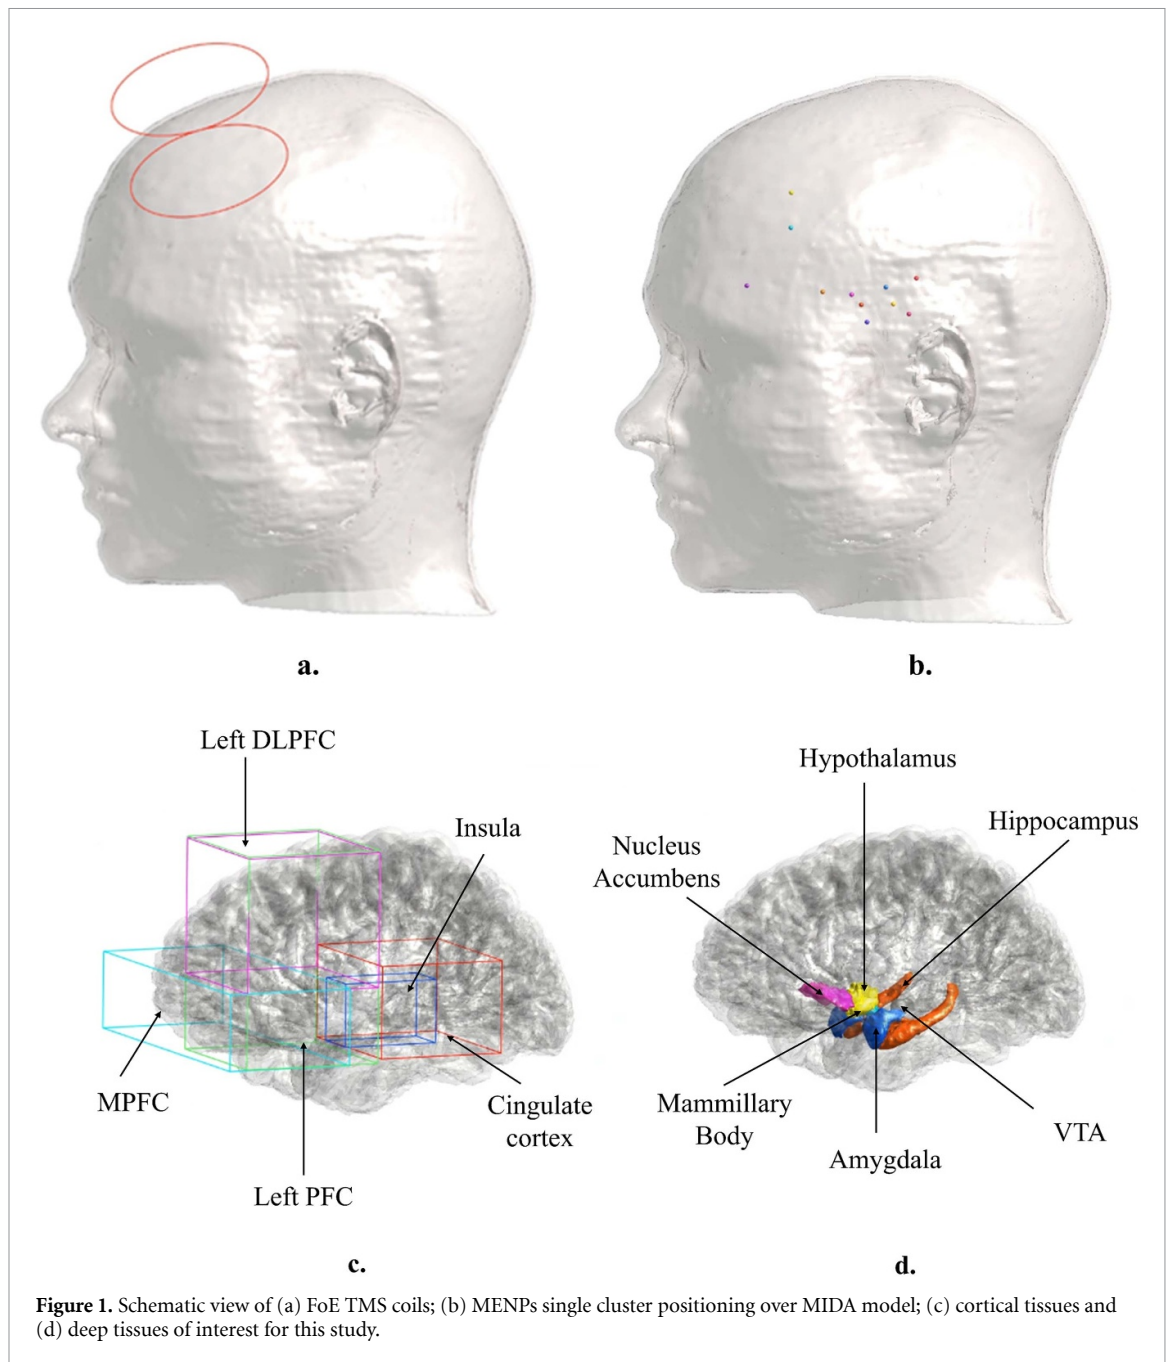 a.
b.
Left DLPFC
Insula
MPFC
Cingulate
cortex
Left PFC
c.
Hypothalamus
Hippocampus
Nucleus
Accumbens
Mammillary
Body
VTA
Amygdala
d.
Figure 1. Schematic view of (a) FoE TMS coils; (b) MENPs single cluster positioning over MIDA model; (c) cortical tissues and
(d) deep tissues of interest for this study.